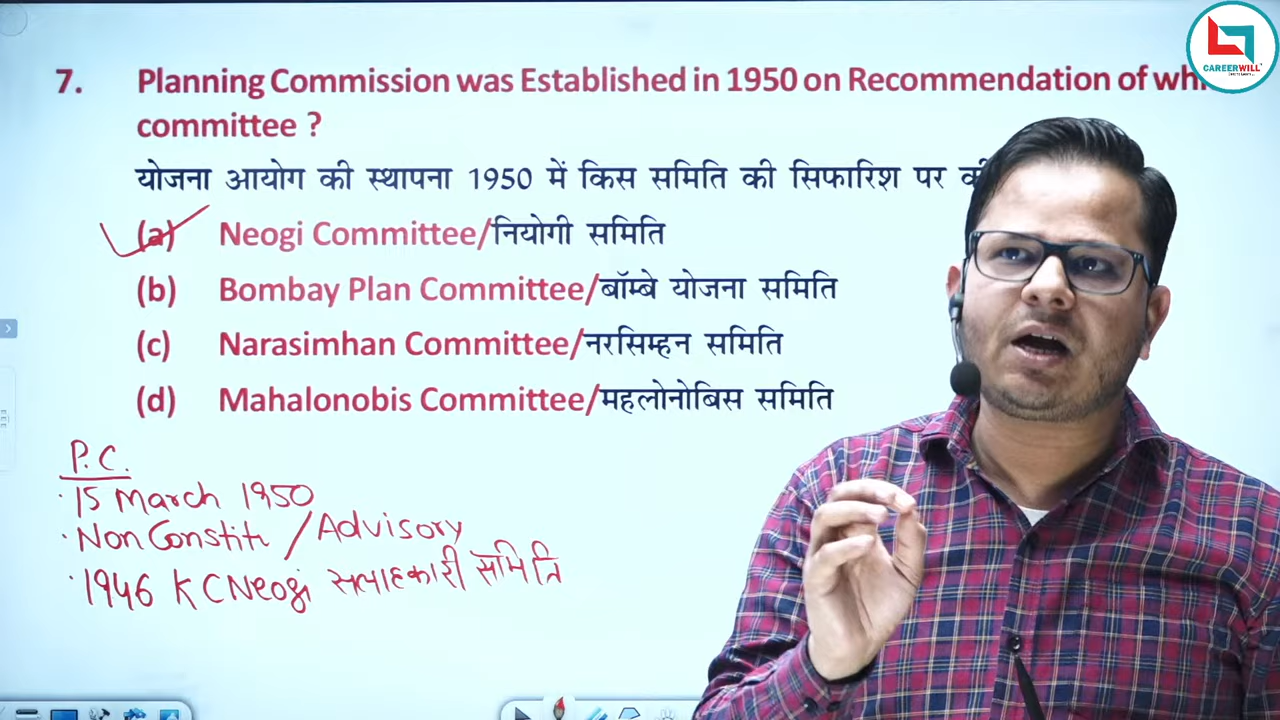 CAREERWILL
7. Planning Commission was Established in 1950 on Recommendation of whi
committee ?
योजना आयोग की स्थापना 1950 में किस समिति की सिफारिश पर की
(a) Neogi Committee/नियोगी समिति
(b) Bombay Plan Committee/बॉम्बे योजना समिति
(c) Narasimhan Committee/नरसिम्हन समिति
(d) Mahalonobis Committee/महलोनोबिस समिति
P.C.
· 15 March 1950
· Non Constiti / Advisory
· 1946 K C Neogi सलाहकारी समिति